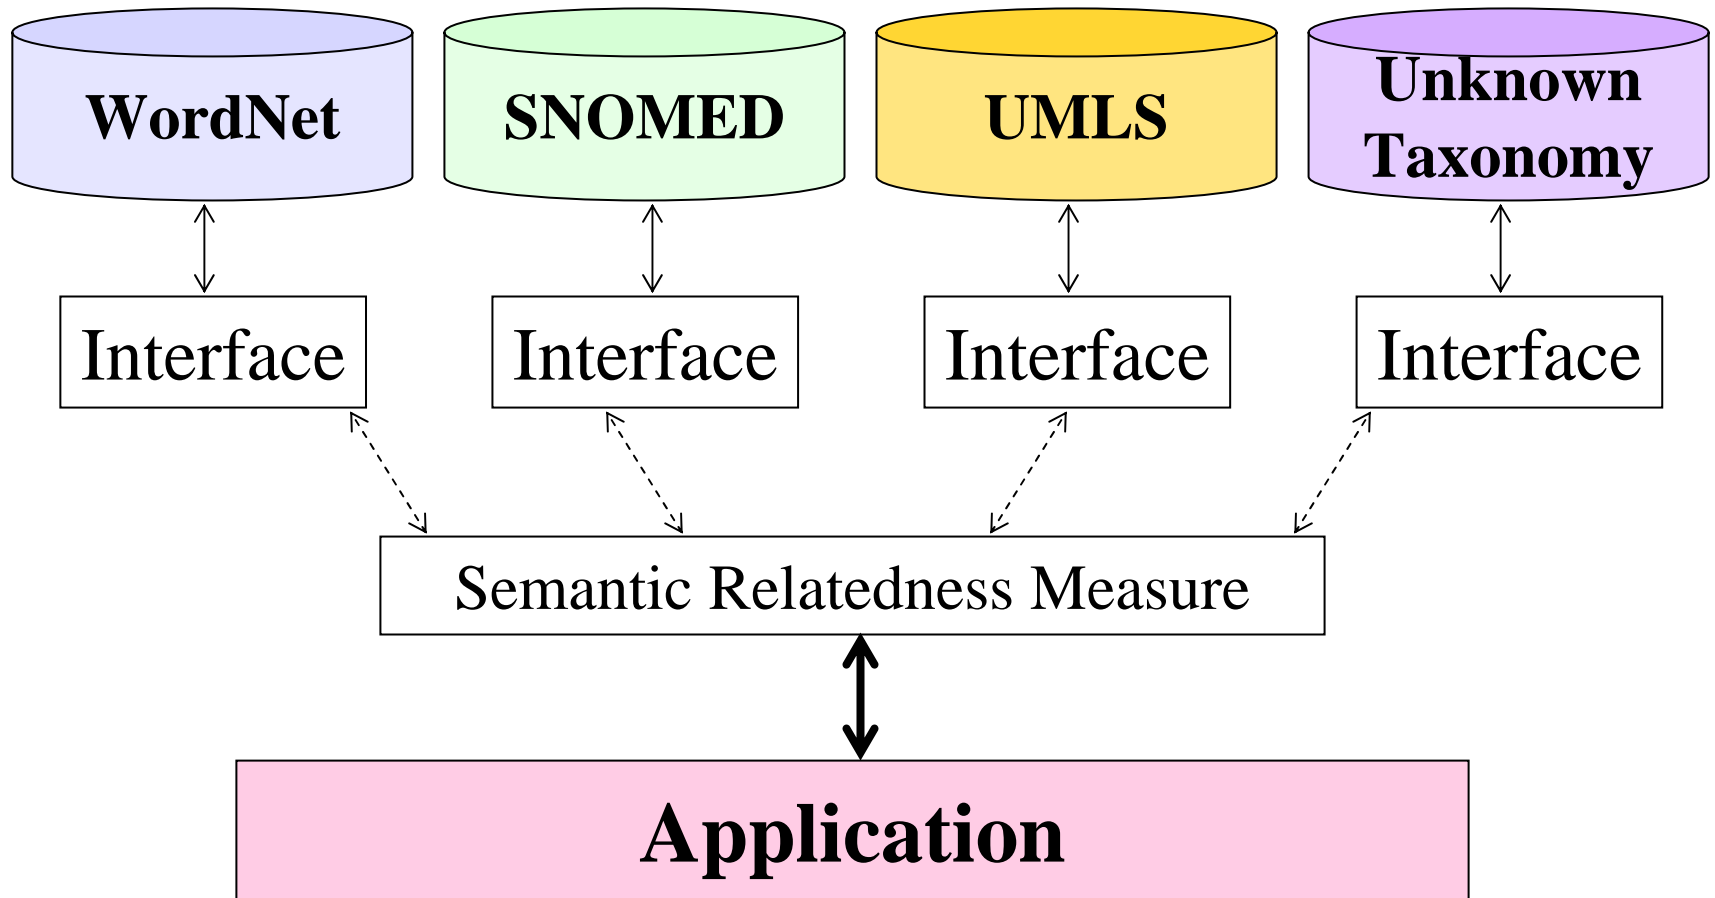 WordNet
SNOMED
UMLS
Unknown
Taxonomy
Interface
Interface
Interface
Interface
Semantic Relatedness Measure
Application